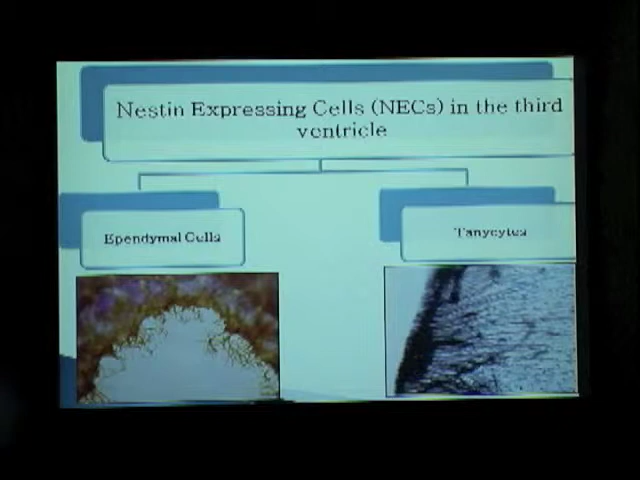 Nestin Expressing Cells (NECs) in the third
ventricle
Ependymal Cells
Tanycytes